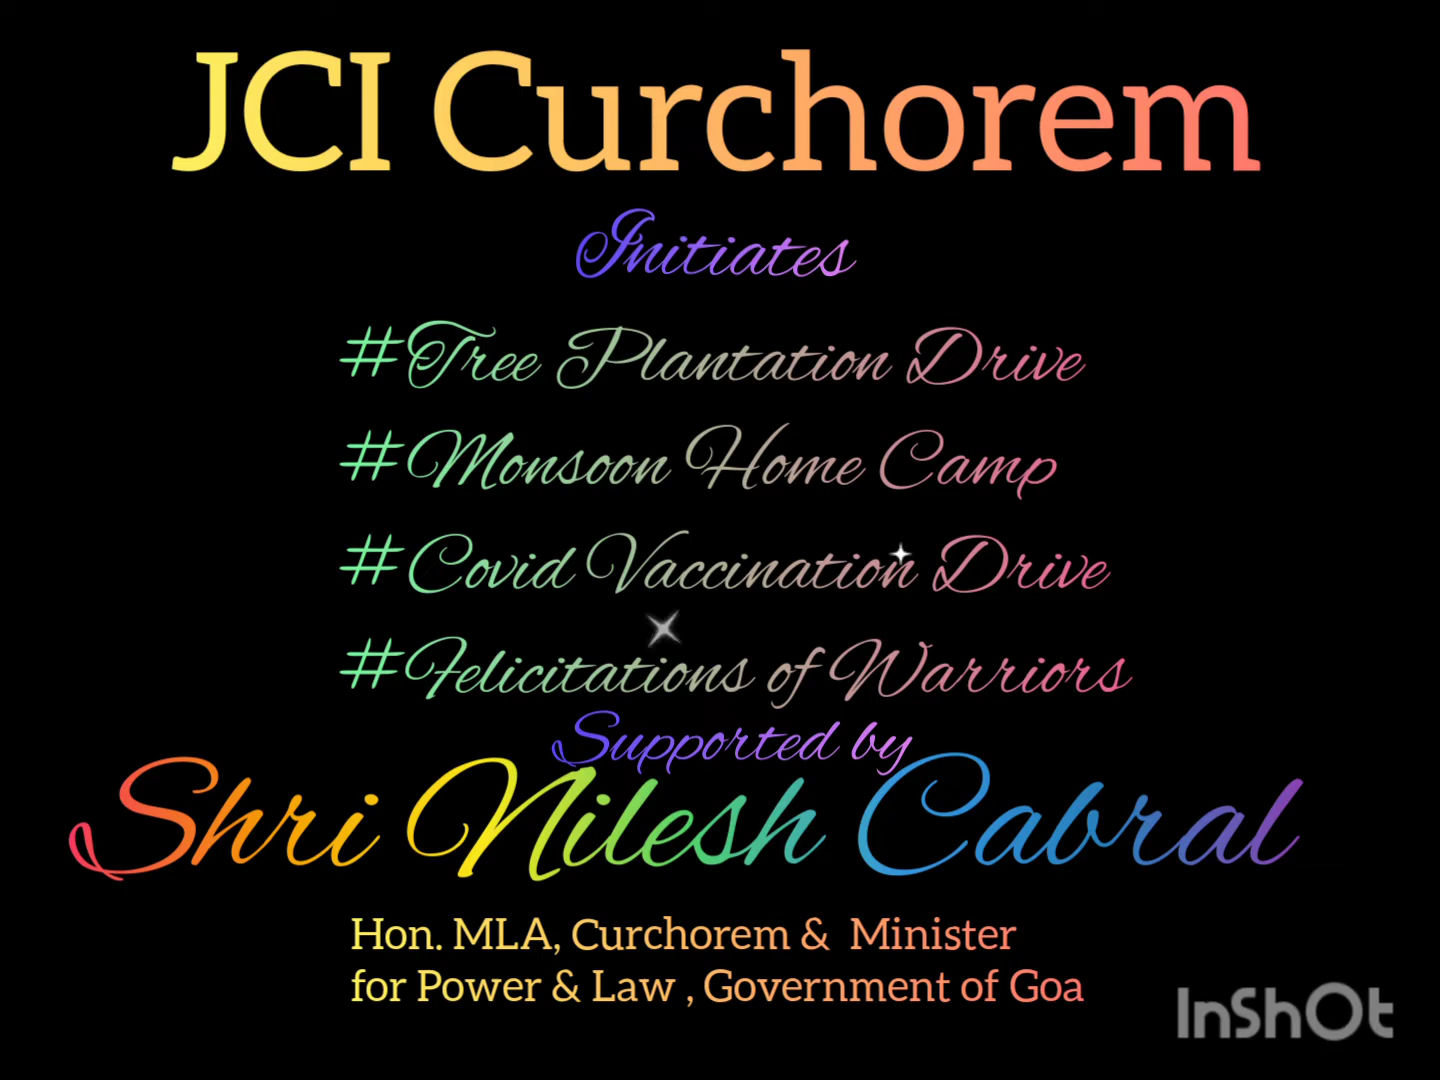 JCI Curchorem
Initiates
#Tree Plantation Drive
#Monsoon Home Camp
#Covid Vaccination Drive
#Felicitations of Warriors
Supported by
Shri Nilesh Cabral
Hon. MLA, Curchorem & Minister
for Power & Law , Government of Goa
InShOt